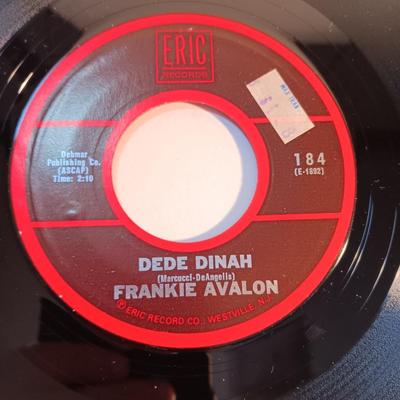 ERIC
RECORDS
Debmar
Publishing Co.
(ASCAP)
Time: 2:10
184
(E-1892)
DEDE DINAH
(Marcucci-DeAngelis)
FRANKIE AVALON
© ERIC RECORD CO., WESTVILLE, N.J.